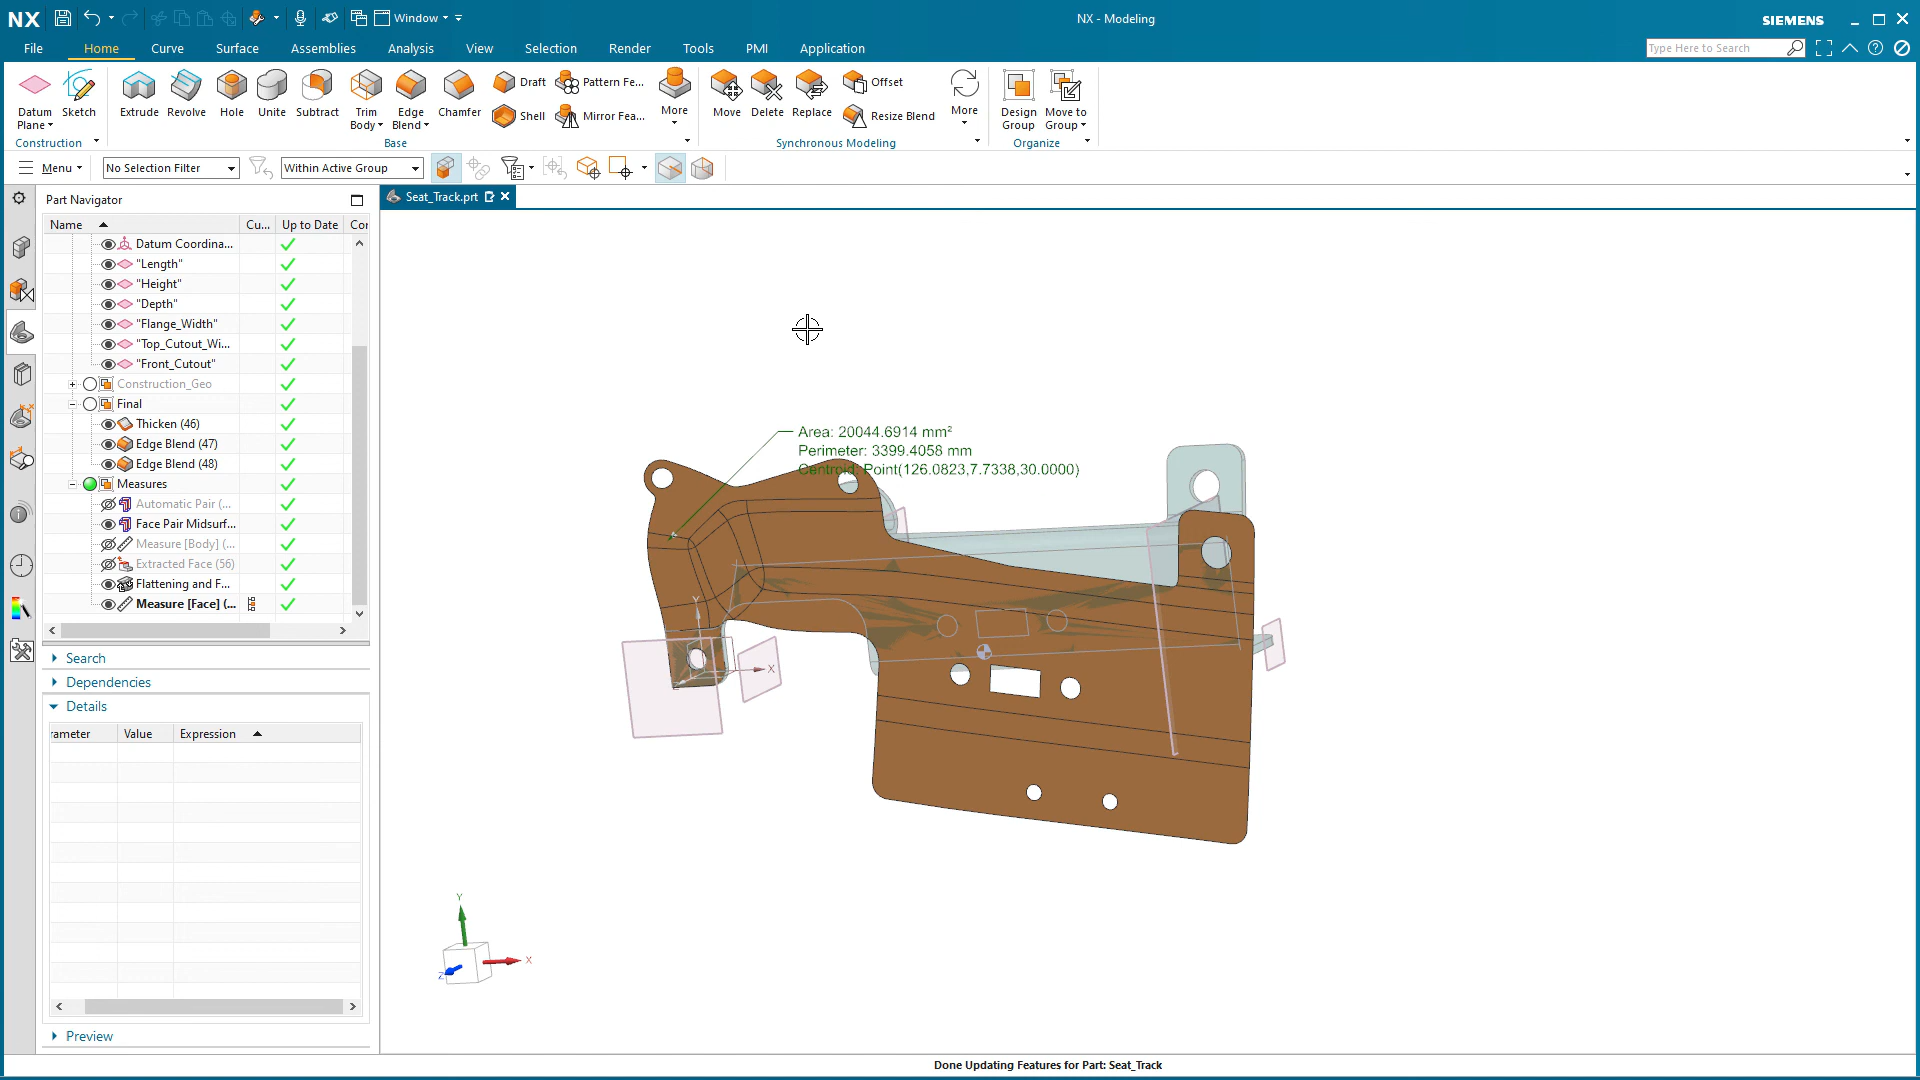 NX
Window
NX - Modeling
SIEMENS
File
Home
Curve
Surface
Assemblies
Analysis
View
Selection
Render
Tools
PMI
Application
Type Here to Search
Datum Plane
Sketch
Extrude
Revolve
Hole
Unite
Subtract
Trim Body
Edge Blend
Chamfer
Draft
Shell
Pattern Fe...
Mirror Fea...
More
Move
Delete
Replace
Offset
Resize Blend
More
Design Group
Move to Group
Construction
Base
Synchronous Modeling
Organize
Menu
No Selection Filter
Within Active Group
Part Navigator
Seat_Track.prt
Name
Cu...
Up to Date
Cor
Datum Coordina...
"Length"
"Height"
"Depth"
"Flange_Width"
"Top_Cutout_Wi...
"Front_Cutout"
Construction_Geo
Final
Thicken (46)
Edge Blend (47)
Edge Blend (48)
Measures
Automatic Pair (...
Face Pair Midsurf...
Measure [Body] (...
Extracted Face (56)
Flattening and F...
Measure [Face] (...
Search
Dependencies
Details
rameter
Value
Expression
Preview
Area: 20044.6914 mm²
Perimeter: 3399.4058 mm
Centroid: Point(126.0823,7.7338,30.0000)
Y
X
Y
X
Z
Done Updating Features for Part: Seat_Track